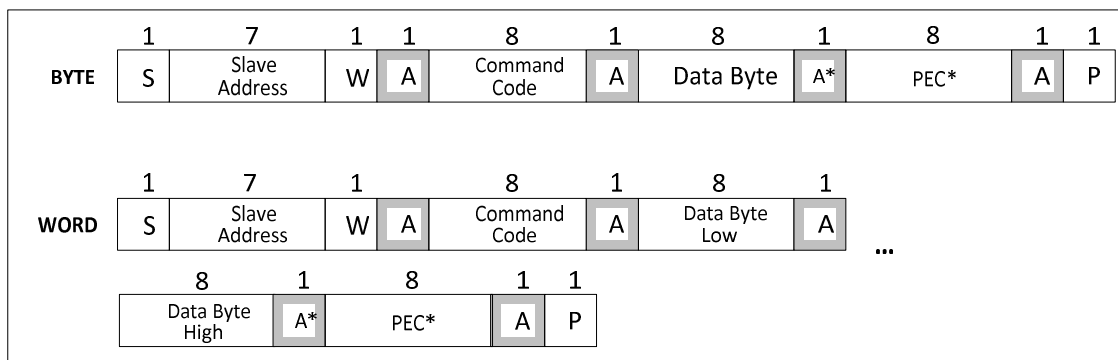 1 7 1 1 8 1 8 1 8 1 1
BYTE S Slave Address W A Command Code A Data Byte A* PEC* A P
1 7 1 8 1 8 1
WORD S Slave Address W A Command Code A Data Byte Low A ...
8 1 8 1 1
Data Byte High A* PEC* A P